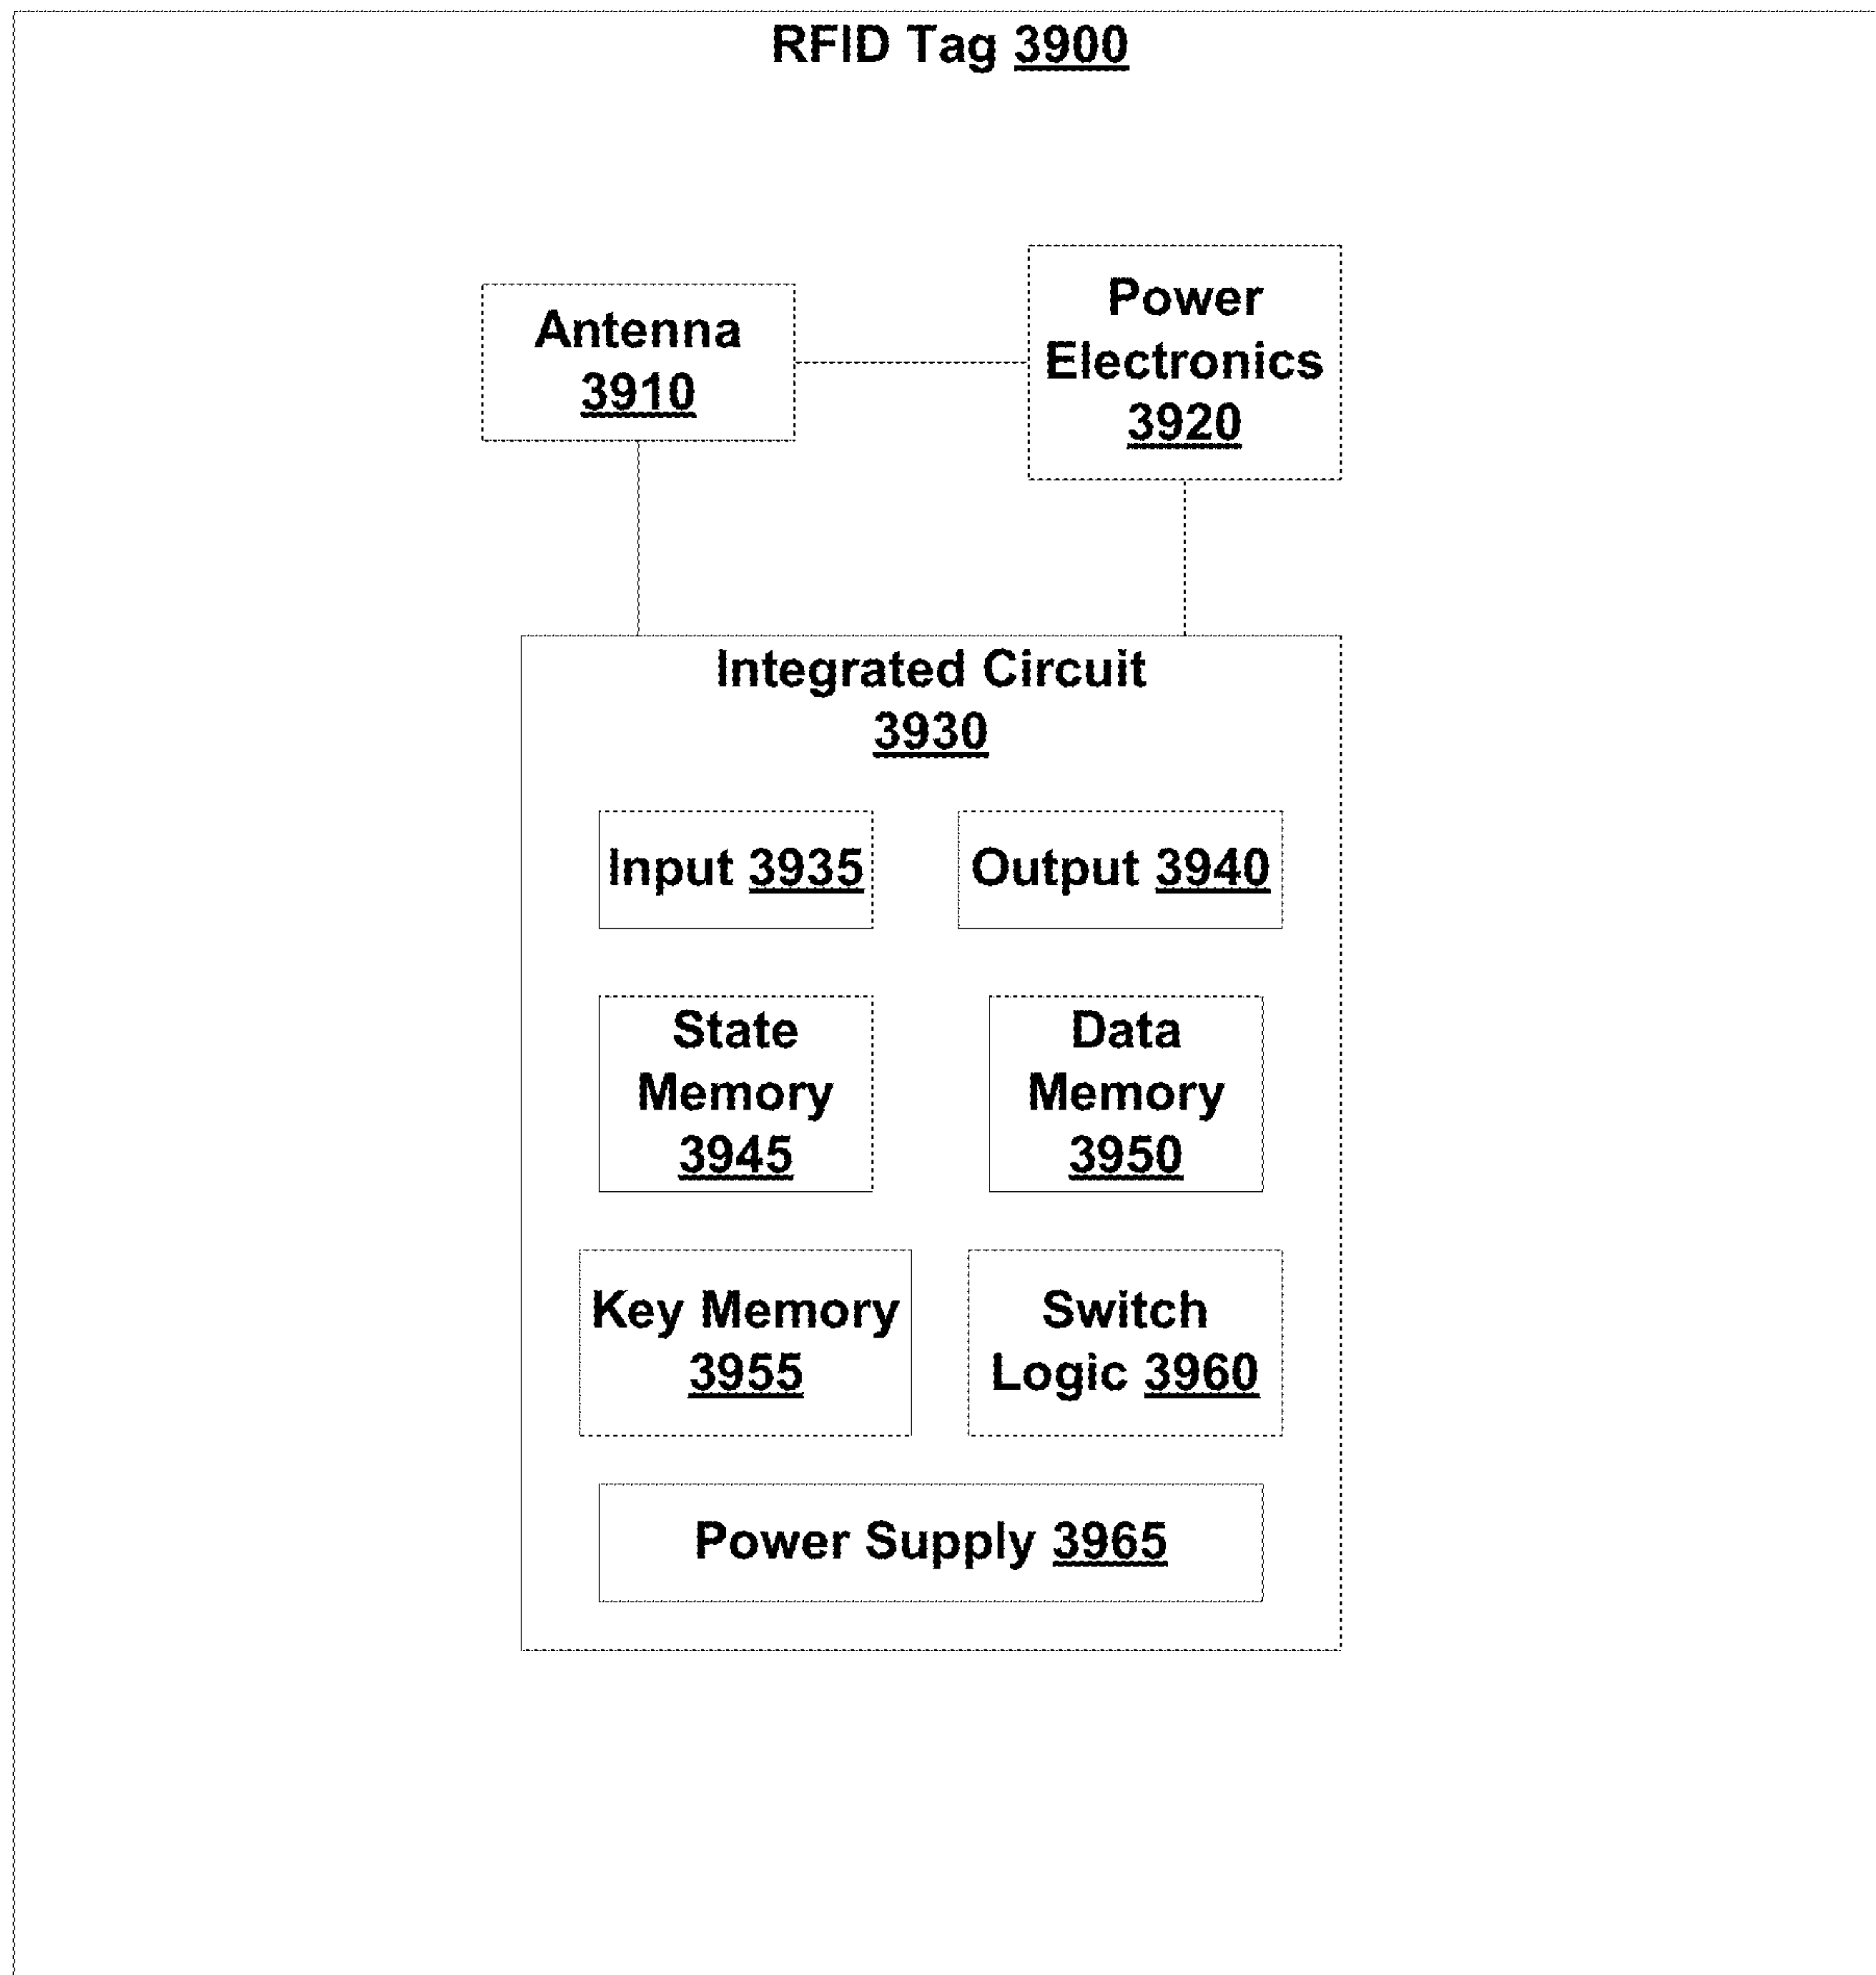 RFID Tag 3900
Antenna
3910
Power
Electronics
3920
Integrated Circuit
3930
Input 3935
Output 3940
State
Memory
3945
Data
Memory
3950
Key Memory
3955
Switch
Logic 3960
Power Supply 3965